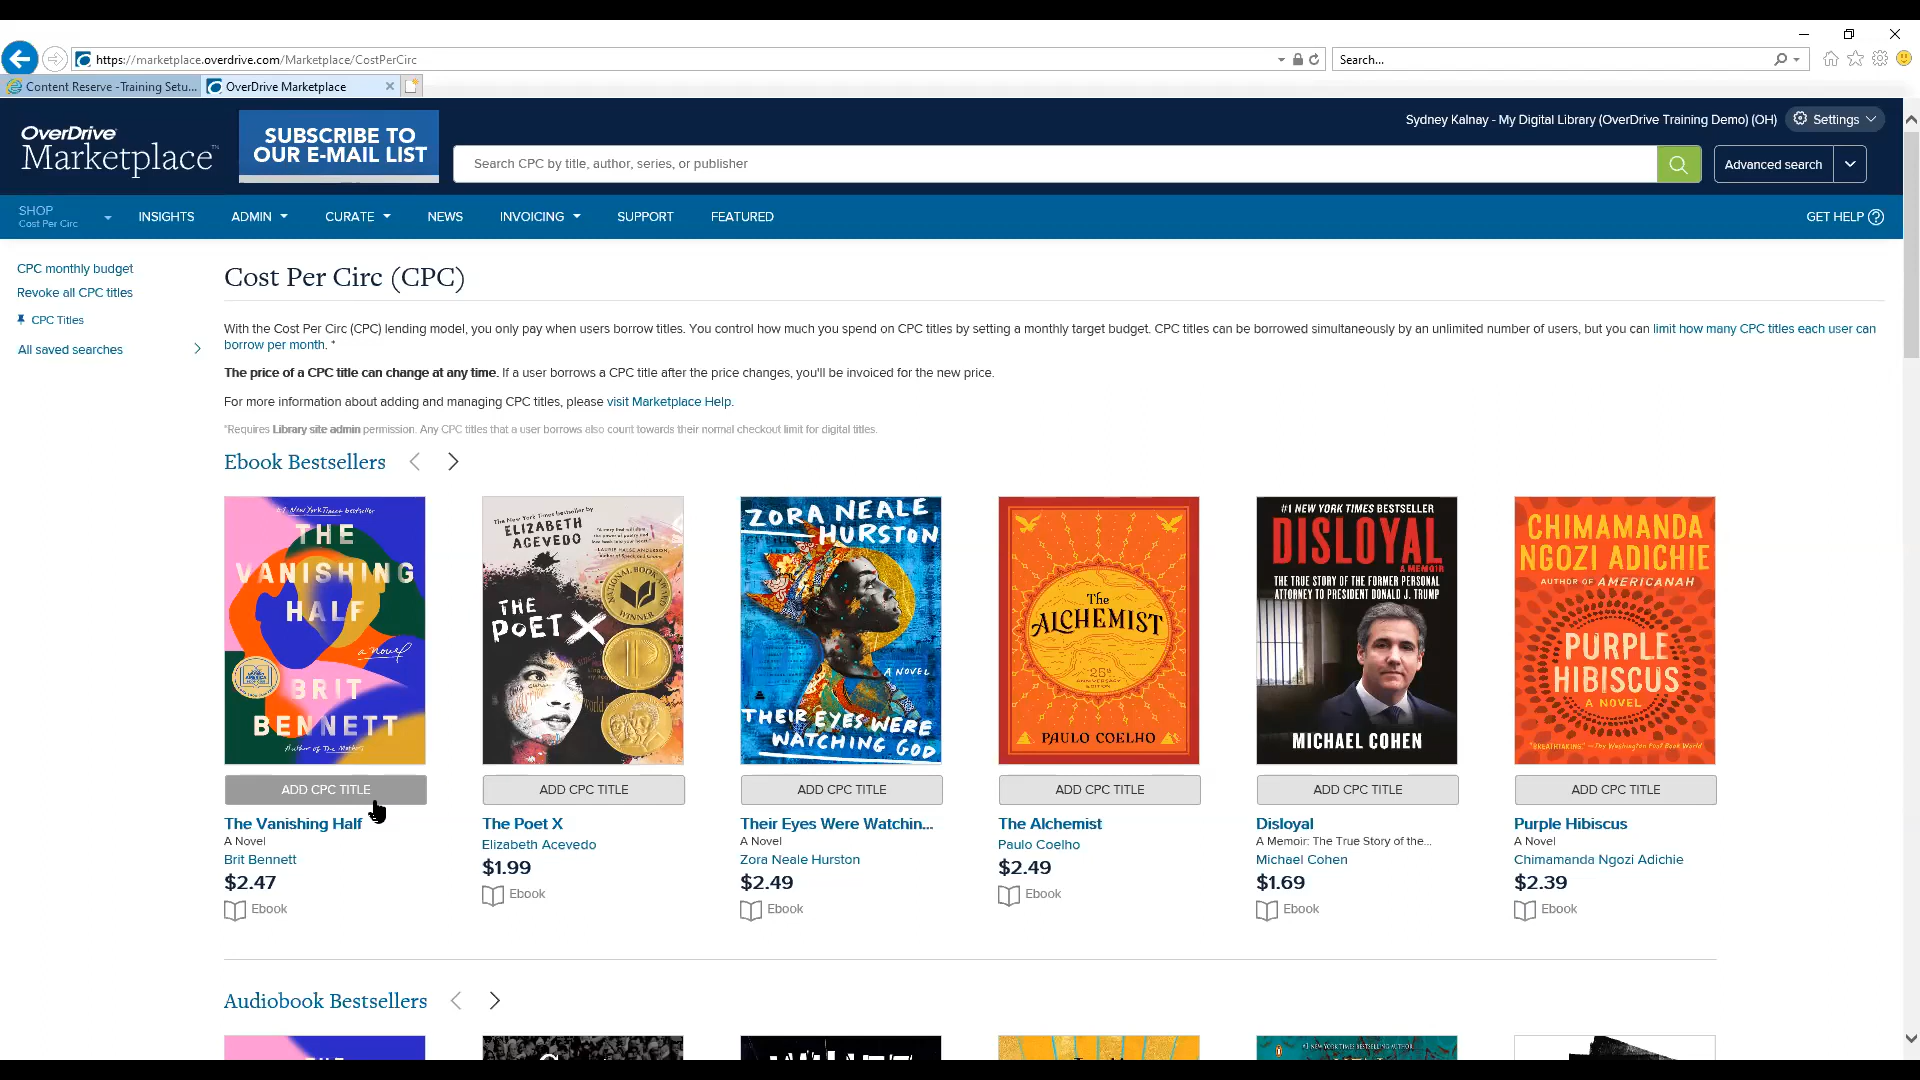 https://marketplace.overdrive.com/Marketplace/CostPerCirc
Search...
Content Reserve - Training Setu...
OverDrive Marketplace
OverDrive
Marketplace™
SUBSCRIBE TO
OUR E-MAIL LIST
Sydney Kalnay - My Digital Library (OverDrive Training Demo) (OH)
Settings
Search CPC by title, author, series, or publisher
Advanced search
SHOP
Cost Per Circ
INSIGHTS
ADMIN
CURATE
NEWS
INVOICING
SUPPORT
FEATURED
GET HELP
CPC monthly budget
Revoke all CPC titles
CPC Titles
All saved searches
Cost Per Circ (CPC)
With the Cost Per Circ (CPC) lending model, you only pay when users borrow titles. You control how much you spend on CPC titles by setting a monthly target budget. CPC titles can be borrowed simultaneously by an unlimited number of users, but you can limit how many CPC titles each user can
borrow per month. *
The price of a CPC title can change at any time. If a user borrows a CPC title after the price changes, you'll be invoiced for the new price.
For more information about adding and managing CPC titles, please visit Marketplace Help.
*Requires Library site admin permission. Any CPC titles that a user borrows also count towards their normal checkout limit for digital titles.
Ebook Bestsellers
#1 New York Times bestseller
THE
VANISHING
HALF
a novel
BRIT
BENNETT
Author of The Mothers
ADD CPC TITLE
The Vanishing Half
A Novel
Brit Bennett
$2.47
Ebook
The New York Times bestseller by
ELIZABETH
ACEVEDO
NATIONAL BOOK AWARD
WINNER
THE
POET X
ADD CPC TITLE
The Poet X
Elizabeth Acevedo
$1.99
Ebook
ZORA NEALE
HURSTON
A NOVEL
THEIR EYES WERE
WATCHING GOD
ADD CPC TITLE
Their Eyes Were Watchin...
A Novel
Zora Neale Hurston
$2.49
Ebook
The
ALCHEMIST
25th
ANNIVERSARY
EDITION
PAULO COELHO
ADD CPC TITLE
The Alchemist
Paulo Coelho
$2.49
Ebook
#1 NEW YORK TIMES BESTSELLER
DISLOYAL
A MEMOIR
THE TRUE STORY OF THE FORMER PERSONAL
ATTORNEY TO PRESIDENT DONALD J. TRUMP
MICHAEL COHEN
ADD CPC TITLE
Disloyal
A Memoir: The True Story of the...
Michael Cohen
$1.69
Ebook
CHIMAMANDA
NGOZI ADICHIE
AUTHOR OF AMERICANAH
PURPLE
HIBISCUS
A NOVEL
"BREATHTAKING." —The Washington Post Book World
ADD CPC TITLE
Purple Hibiscus
A Novel
Chimamanda Ngozi Adichie
$2.39
Ebook
Audiobook Bestsellers
#1 NEW YORK TIMES BESTSELLING AUTHOR